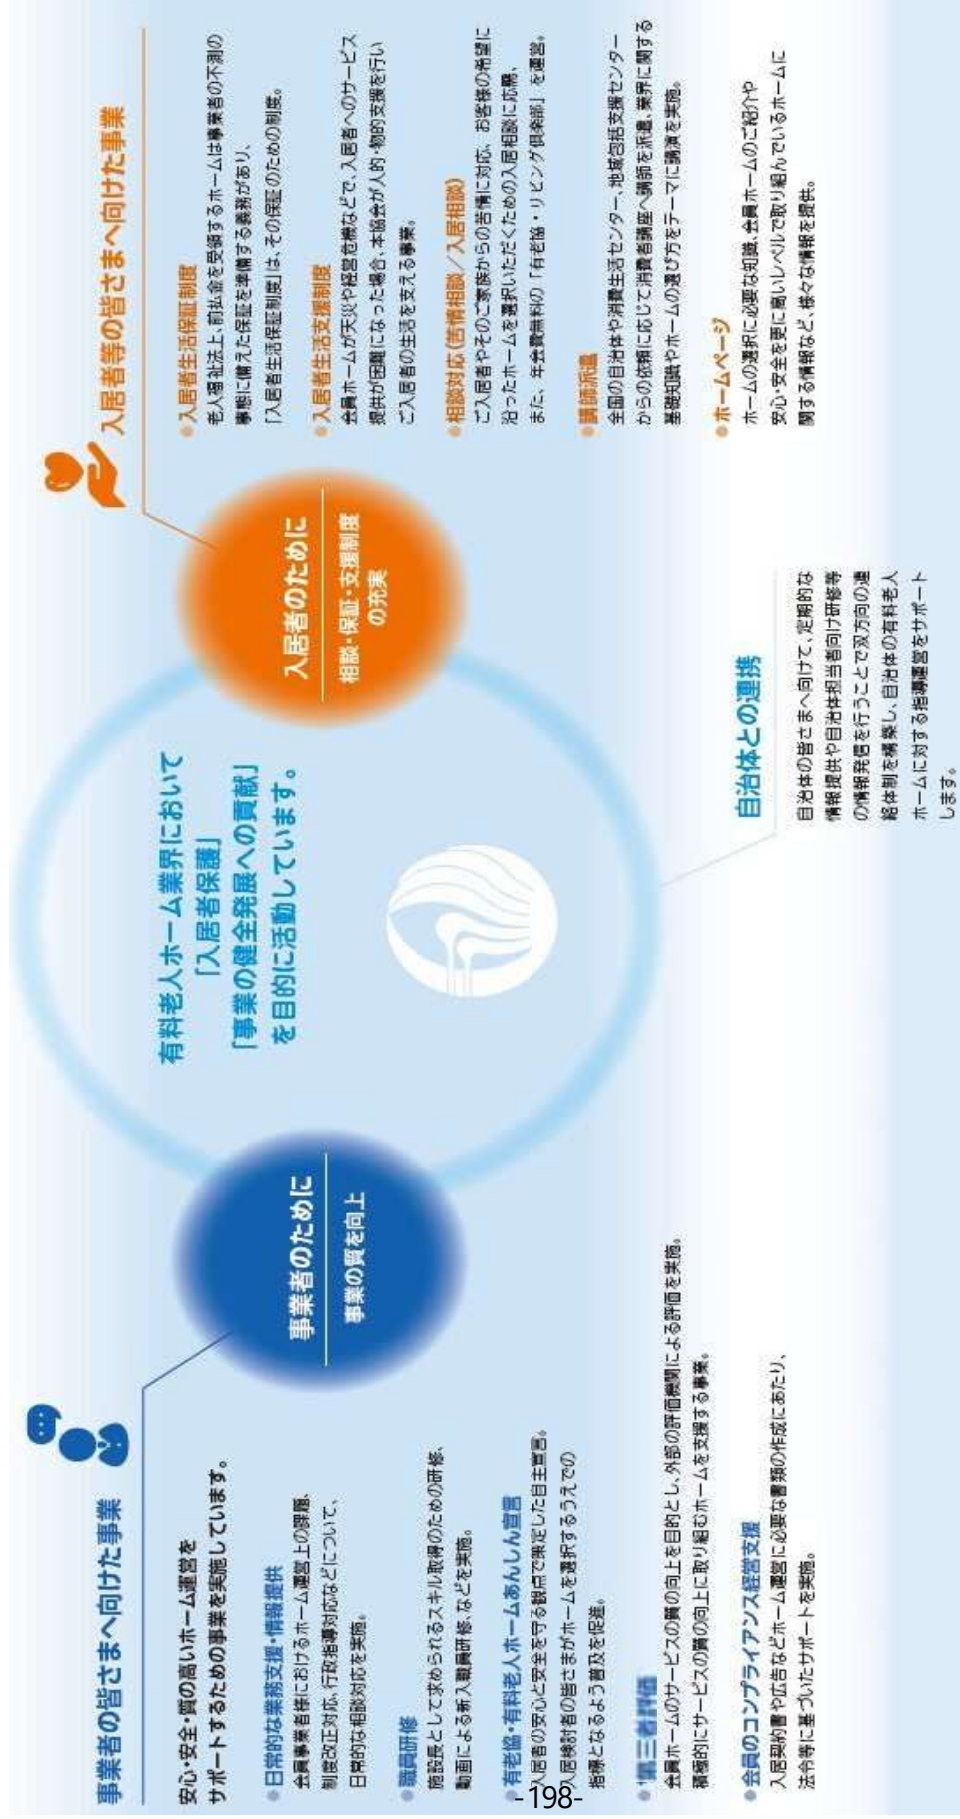 事業者の皆さまへ向けた事業
安心・安全・質の高いホーム運営を
サポートするための事業を実施しています。
●日常的な業務支援・情報提供
会員事業者様におけるホーム運営上の課題、
制度改正対応、行政指導対応などについて、
日常的な相談対応を実施。
●職員研修
施設長として求められるスキル取得のための研修、
動画による新入職員研修、などを実施。
●有老協・有料老人ホームあんしん宣言
入居者の安心と安全を守る観点で策定した自主宣言。
入居検討者の皆さまがホームを選択するうえでの
指標となるよう普及を促進。
●第三者評価
会員ホームのサービスの質の向上を目的とし、外部の評価機関による評価を実施。
積極的にサービスの質の向上に取り組むホームを支援する事業。
●会員のコンプライアンス経営支援
入居契約書や広告などホーム運営に必要な書類の作成にあたり、
法令等に基づいたサポートを実施。
事業者のために
事業の質を向上
有料老人ホーム業界において
「入居者保護」
「事業の健全発展への貢献」
を目的に活動しています。
入居者のために
相談・保証・支援制度
の充実
自治体との連携
自治体の皆さまへ向けて、定期的な
情報提供や自治体担当者向け研修等
の情報発信を行うことで双方向の連
絡体制を構築し、自治体の有料老人
ホームに対する指導運営をサポート
します。
入居者等の皆さまへ向けた事業
●入居者生活保証制度
老人福祉法上、前払金を受領するホームは事業者の不測の
事態に備えた保証を準備する義務があり、
「入居者生活保証制度」は、その保証のための制度。
●入居者生活支援制度
会員ホームが天災や経営危機などで、入居者へのサービス
提供が困難になった場合、本協会が人的・物的支援を行い
ご入居者の生活を支える事業。
●相談対応(苦情相談／入居相談)
ご入居者やそのご家族からの苦情に対応、お客様の希望に
沿ったホームを選択いただくための入居相談に応需、
また、年会費無料の「有老協・リビング倶楽部」を運営。
●講師派遣
全国の自治体や消費生活センター、地域包括支援センター
からの依頼に応じて消費者講座へ講師を派遣、業界に関する
基礎知識やホームの選び方をテーマに講演を実施。
●ホームページ
ホームの選択に必要な知識、会員ホームのご紹介や
安心・安全を更に高いレベルで取り組んでいるホームに
関する情報など、様々な情報を提供。
-198-